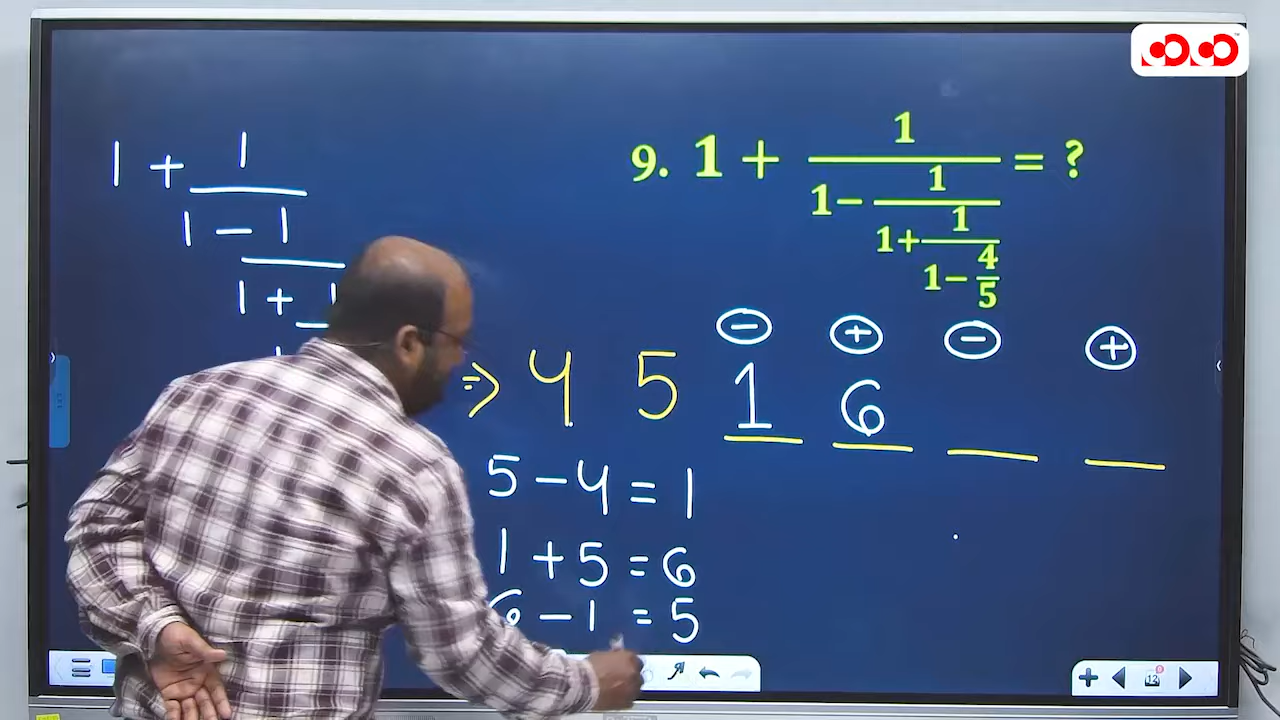 9. 1 + 1 / 1 − 1 / 1 + 1 / 1 − 4 / 5 = ?
1 +
1
1 − 1
1 +
⇒ 4 5 1 6
− + − +
5 − 4 = 1
1 + 5 = 6
6 − 1 = 5